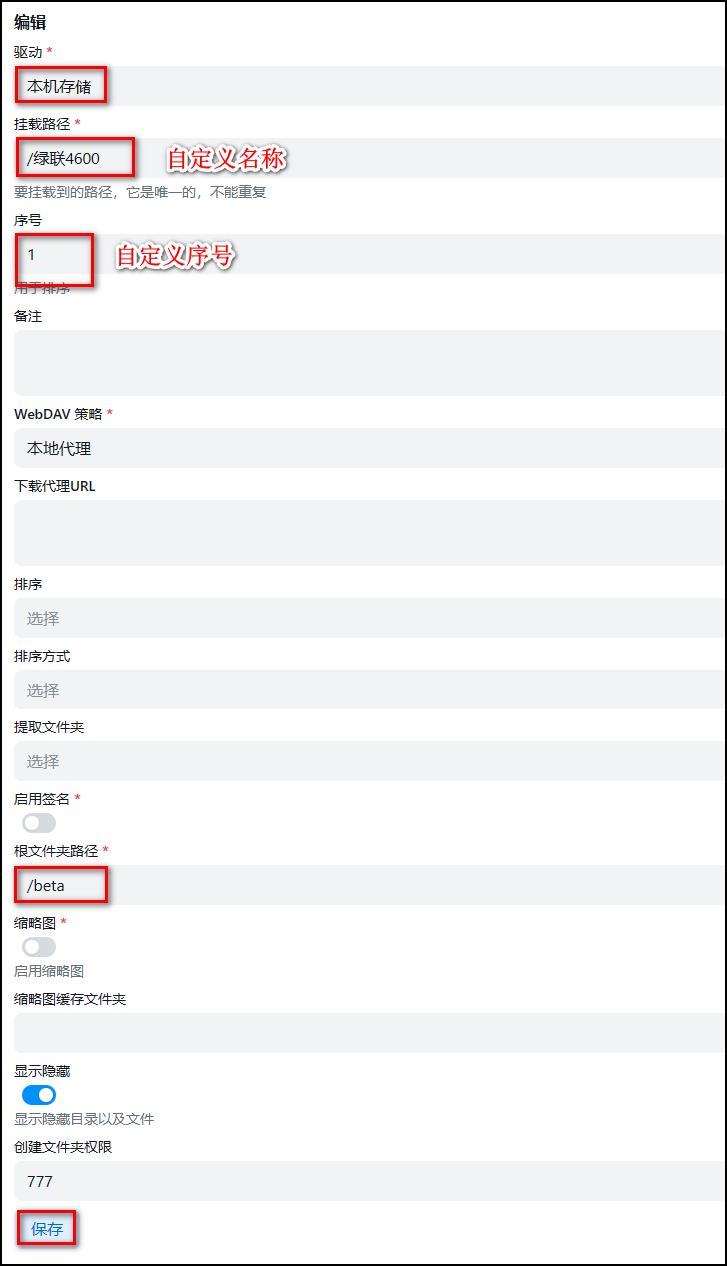 编辑
驱动 *
本机存储
挂载路径 *
/绿联4600 自定义名称
要挂载到的路径，它是唯一的，不能重复
序号
1 自定义序号
用于排序
备注
WebDAV 策略 *
本地代理
下载代理URL
排序
选择
排序方式
选择
提取文件夹
选择
启用签名 *
根文件夹路径 *
/beta
缩略图 *
启用缩略图
缩略图缓存文件夹
显示隐藏
显示隐藏目录以及文件
创建文件夹权限
777
保存